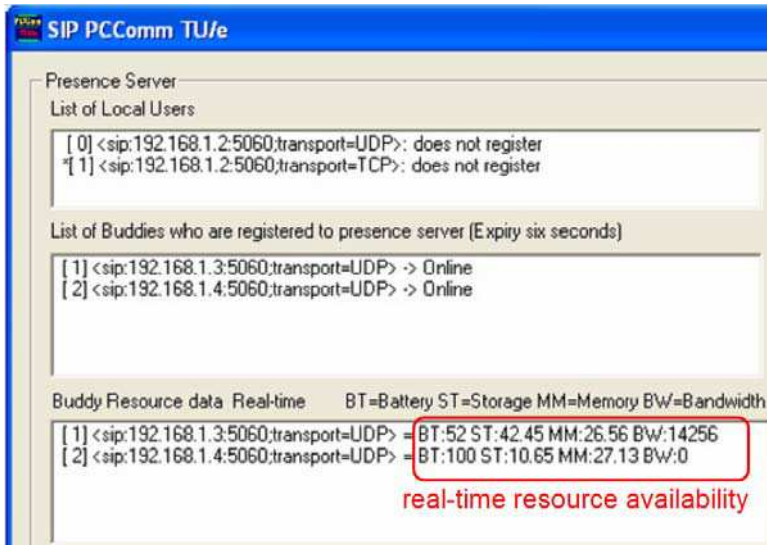 SIP PCComm TU/e
Presence Server
List of Local Users
[ 0] <sip:192.168.1.2:5060;transport=UDP>: does not register
*[ 1] <sip:192.168.1.2:5060;transport=TCP>: does not register
List of Buddies who are registered to presence server (Expiry six seconds)
[ 1] <sip:192.168.1.3:5060;transport=UDP> -> Online
[ 2] <sip:192.168.1.4:5060;transport=UDP> -> Online
Buddy Resource data Real-time BT=Battery ST=Storage MM=Memory BW=Bandwidth
[ 1] <sip:192.168.1.3:5060;transport=UDP> = BT:52 ST:42.45 MM:26.56 BW:14256
[ 2] <sip:192.168.1.4:5060;transport=UDP> = BT:100 ST:10.65 MM:27.13 BW:0
real-time resource availability